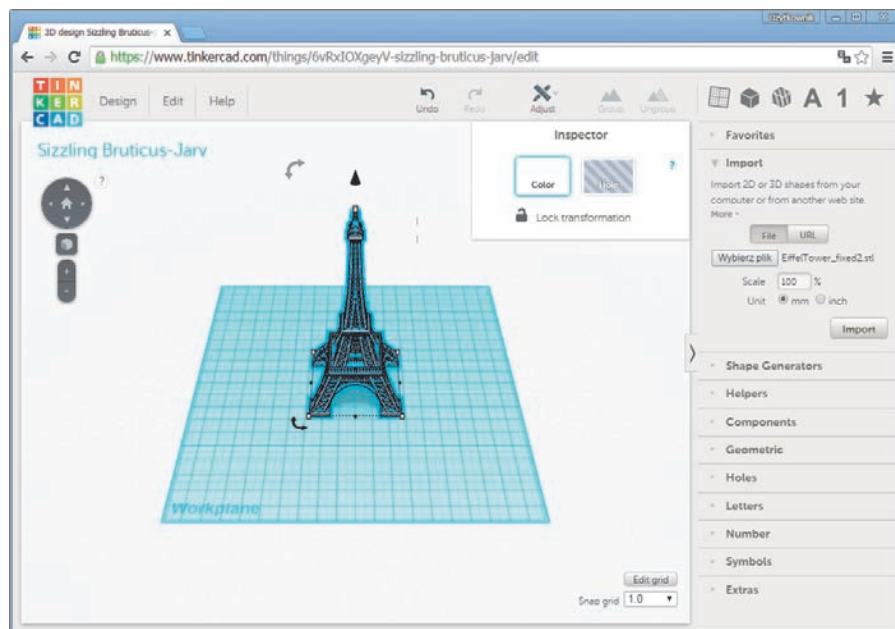 Użytkownik
3D design Sizzling Bruticus-
https://www.tinkercad.com/things/6vRxIOXgeyV-sizzling-bruticus-jarv/edit
TIN
KER
CAD
Design Edit Help
Undo Redo Adjust Group Ungroup
A 1
Sizzling Bruticus-Jarv
?
Inspector
Color Hole
?
Lock transformation
Workplane
Edit grid
Snap grid 1.0
Favorites
Import
Import 2D or 3D shapes from your
computer or from another web site.
More
File URL
Wybierz plik EiffelTower_fixed2.stl
Scale 100 %
Unit mm inch
Import
Shape Generators
Helpers
Components
Geometric
Holes
Letters
Number
Symbols
Extras